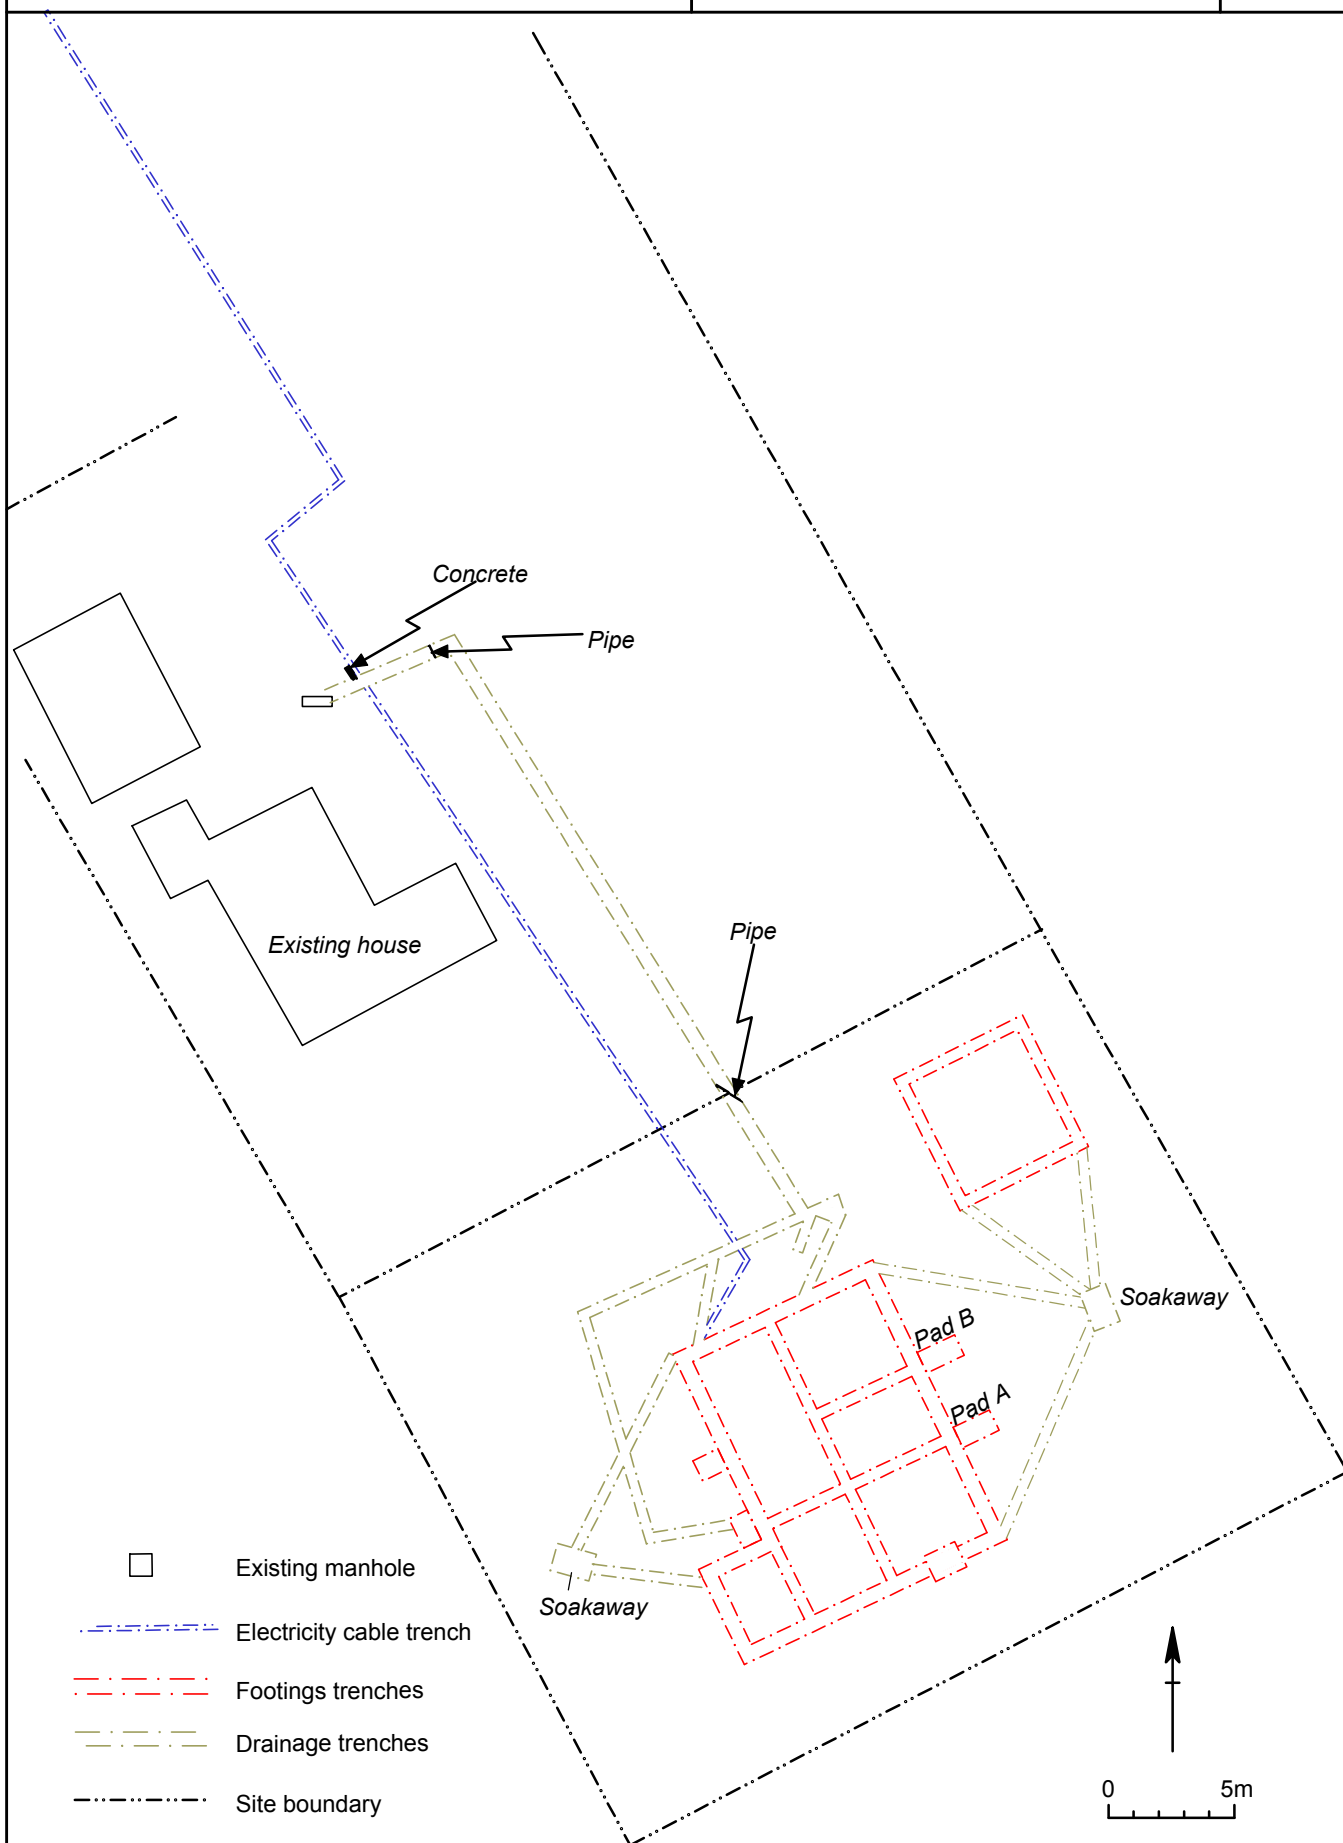 Concrete
Pipe
Existing house
Pipe
Soakaway
Pad B
Pad A
Soakaway
Existing manhole
Electricity cable trench
Footings trenches
Drainage trenches
Site boundary
0 5m